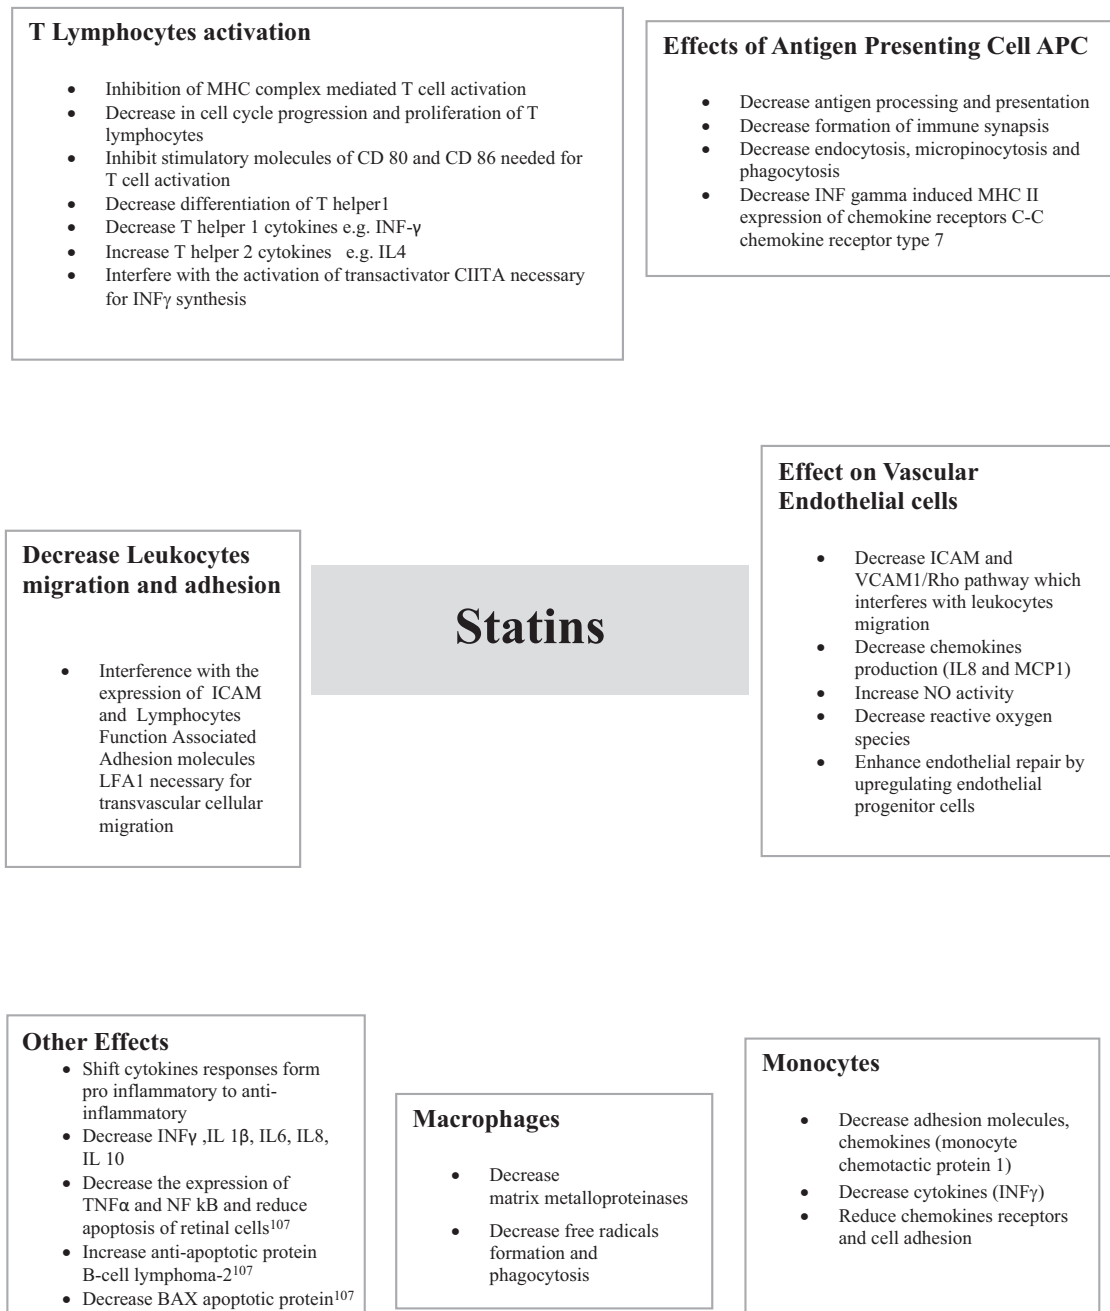 T Lymphocytes activation
• Inhibition of MHC complex mediated T cell activation
• Decrease in cell cycle progression and proliferation of T
lymphocytes
• Inhibit stimulatory molecules of CD 80 and CD 86 needed for
T cell activation
• Decrease differentiation of T helper1
• Decrease T helper 1 cytokines e.g. INF-γ
• Increase T helper 2 cytokines e.g. IL4
• Interfere with the activation of transactivator CIITA necessary
for INFγ synthesis
Effects of Antigen Presenting Cell APC
• Decrease antigen processing and presentation
• Decrease formation of immune synapsis
• Decrease endocytosis, micropinocytosis and
phagocytosis
• Decrease INF gamma induced MHC II
expression of chemokine receptors C-C
chemokine receptor type 7
Decrease Leukocytes
migration and adhesion
• Interference with the
expression of ICAM
and Lymphocytes
Function Associated
Adhesion molecules
LFA1 necessary for
transvascular cellular
migration
Statins
Effect on Vascular
Endothelial cells
• Decrease ICAM and
VCAM1/Rho pathway which
interferes with leukocytes
migration
• Decrease chemokines
production (IL8 and MCP1)
• Increase NO activity
• Decrease reactive oxygen
species
• Enhance endothelial repair by
upregulating endothelial
progenitor cells
Other Effects
• Shift cytokines responses form
pro inflammatory to anti-
inflammatory
• Decrease INFγ ,IL 1β, IL6, IL8,
IL 10
• Decrease the expression of
TNFα and NF kB and reduce
apoptosis of retinal cells107
• Increase anti-apoptotic protein
B-cell lymphoma-2107
• Decrease BAX apoptotic protein107
Macrophages
• Decrease
matrix metalloproteinases
• Decrease free radicals
formation and
phagocytosis
Monocytes
• Decrease adhesion molecules,
chemokines (monocyte
chemotactic protein 1)
• Decrease cytokines (INFγ)
• Reduce chemokines receptors
and cell adhesion